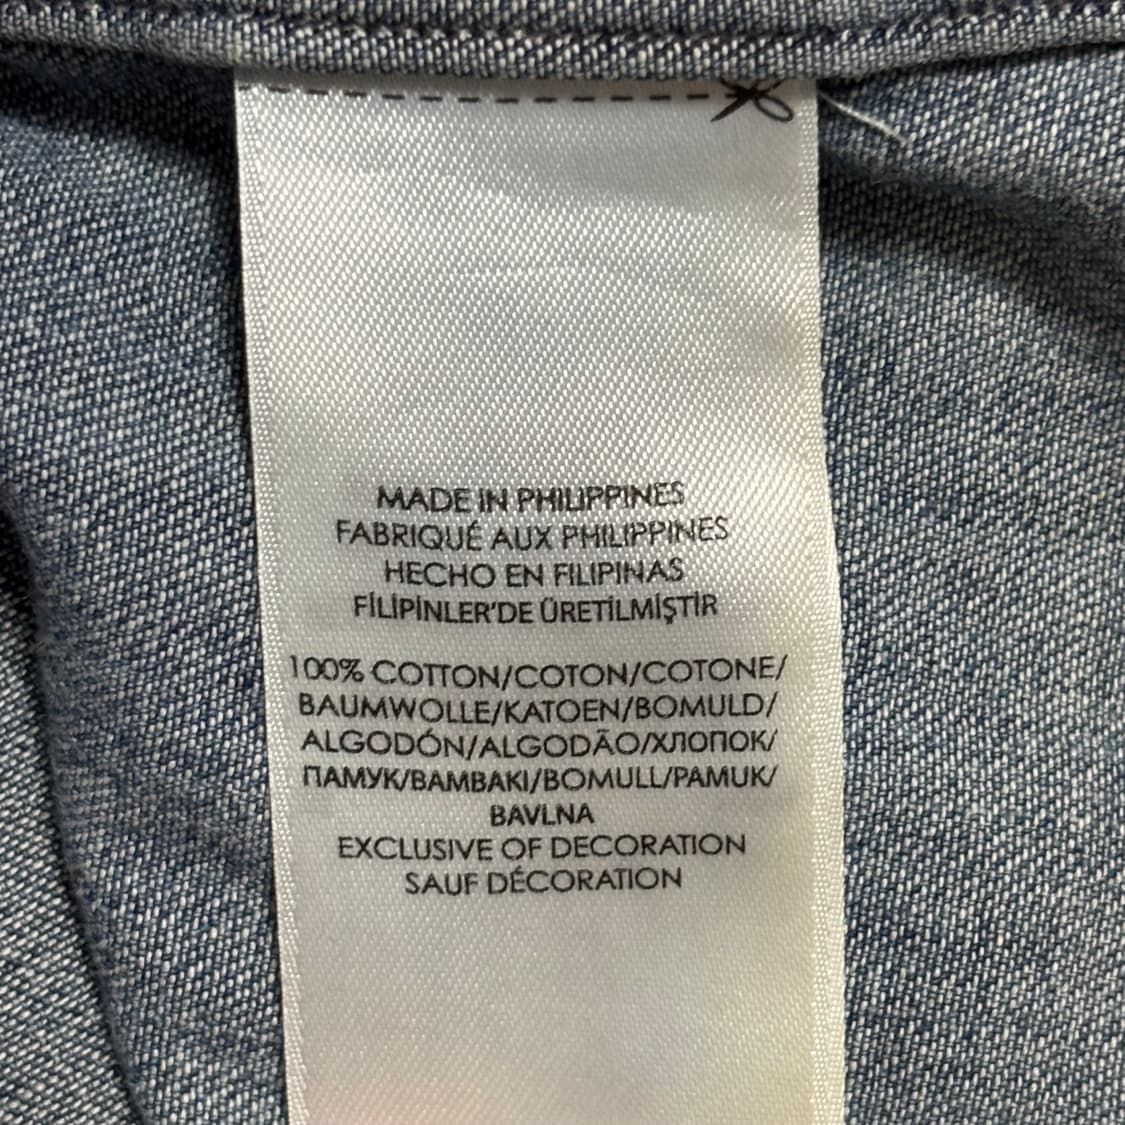 MADE IN PHILIPPINES
FABRIQUÉ AUX PHILIPPINES
HECHO EN FILIPINAS
FİLİPİNLER'DE ÜRETİLMİŞTİR
100% COTTON/COTON/COTONE/
BAUMWOLLE/KATOEN/BOMULD/
ALGODÓN/ALGODÃO/ХЛОПОК/
ПАМУК/BAMBAKI/BOMULL/PAMUK/
BAVLNA
EXCLUSIVE OF DECORATION
SAUF DÉCORATION